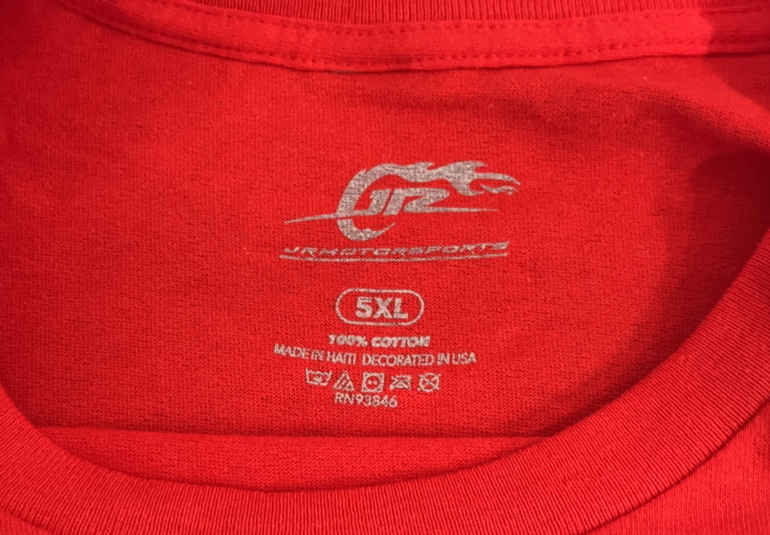 JR
JRMOTORSPORTS
5XL
100% COTTON
MADE IN HAITI DECORATED IN USA
RN93846